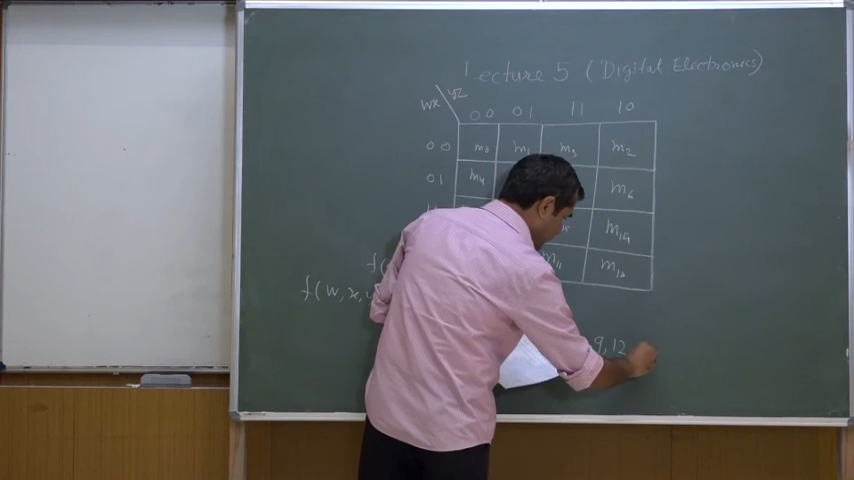 Lecture 5 (Digital Electronics)
wx yz
00 01 11 10
00 m0 m1 m3 m2
01 m4 m6
m14
m11 m10
f(
f(w,x,
9,12